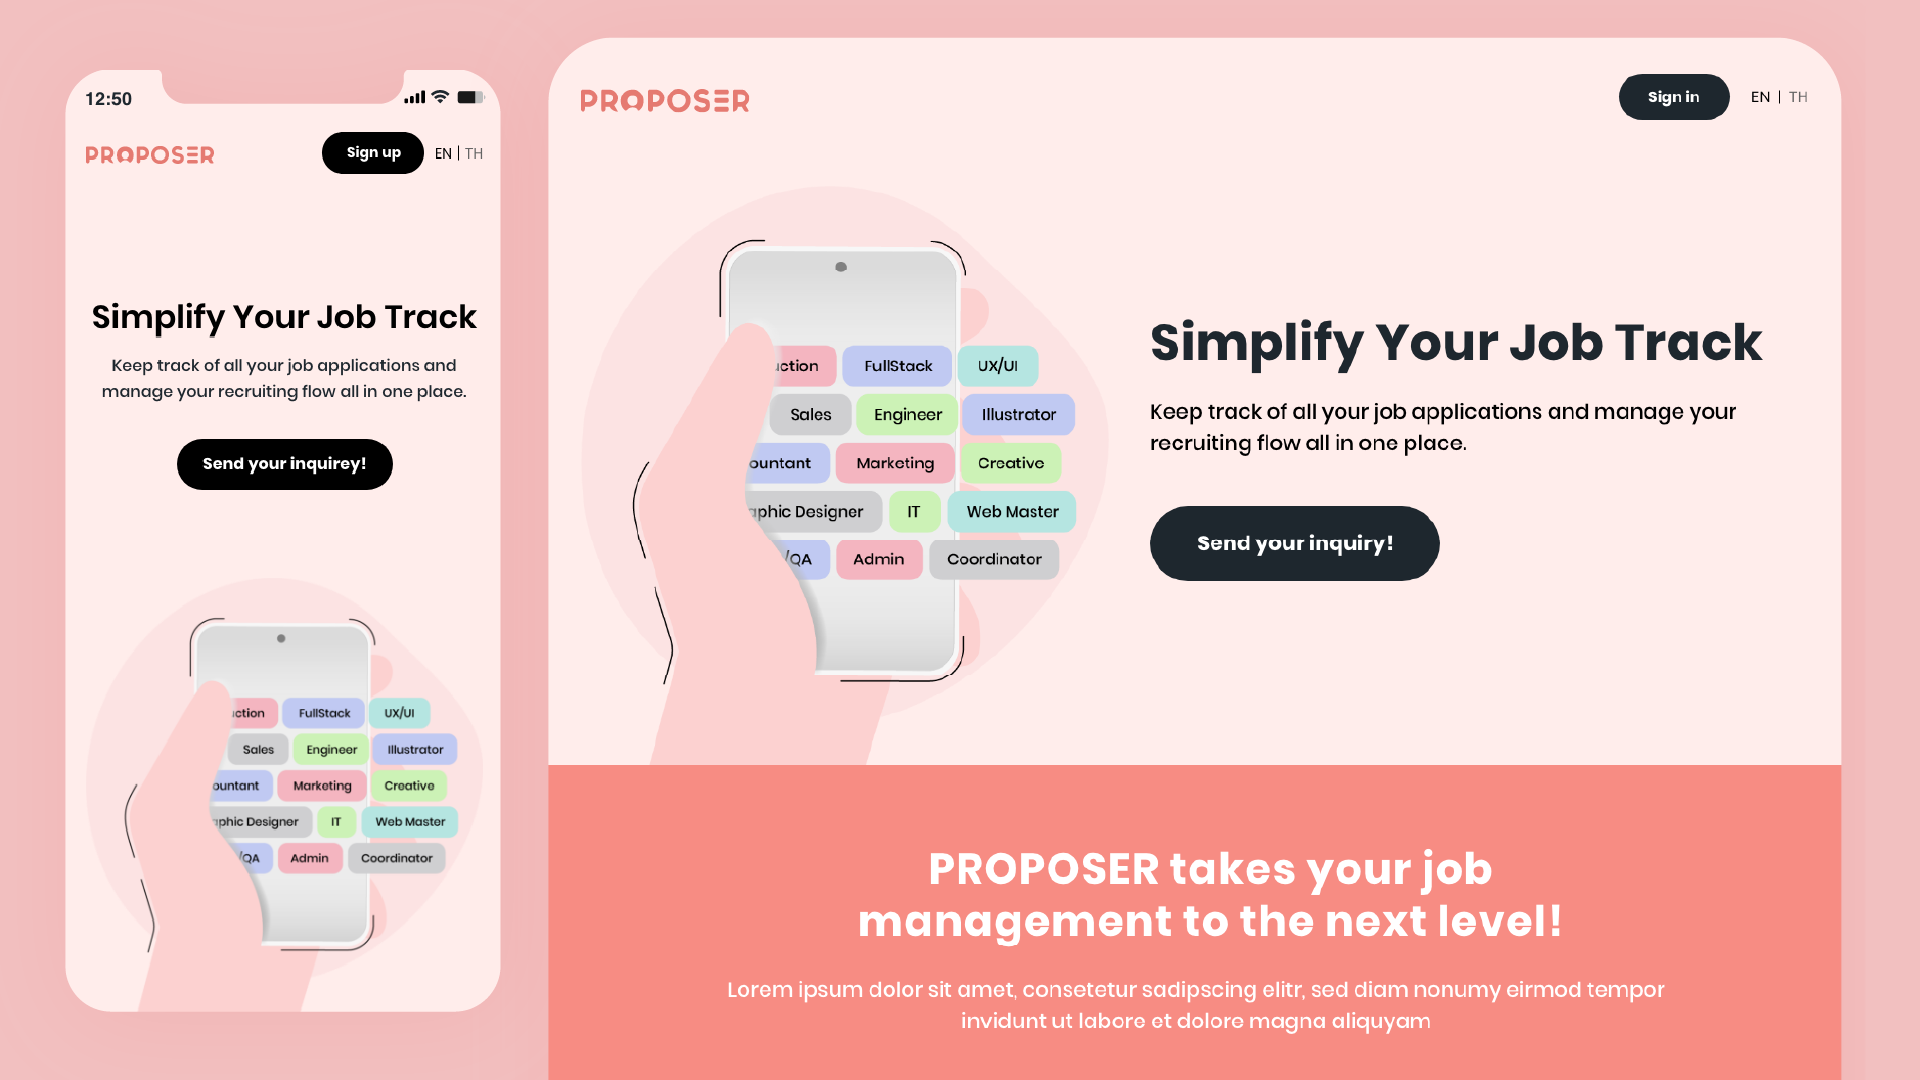 12:50
PROPOSER
Sign up
EN | TH
Simplify Your Job Track
Keep track of all your job applications and
manage your recruiting flow all in one place.
Send your inquirey!
ction FullStack UX/UI
Sales Engineer Illustrator
ountant Marketing Creative
aphic Designer IT Web Master
/QA Admin Coordinator
PROPOSER
Sign in
EN | TH
uction FullStack UX/UI
Sales Engineer Illustrator
ountant Marketing Creative
aphic Designer IT Web Master
/QA Admin Coordinator
Simplify Your Job Track
Keep track of all your job applications and manage your
recruiting flow all in one place.
Send your inquiry!
PROPOSER takes your job
management to the next level!
Lorem ipsum dolor sit amet, consetetur sadipscing elitr, sed diam nonumy eirmod tempor
invidunt ut labore et dolore magna aliquyam